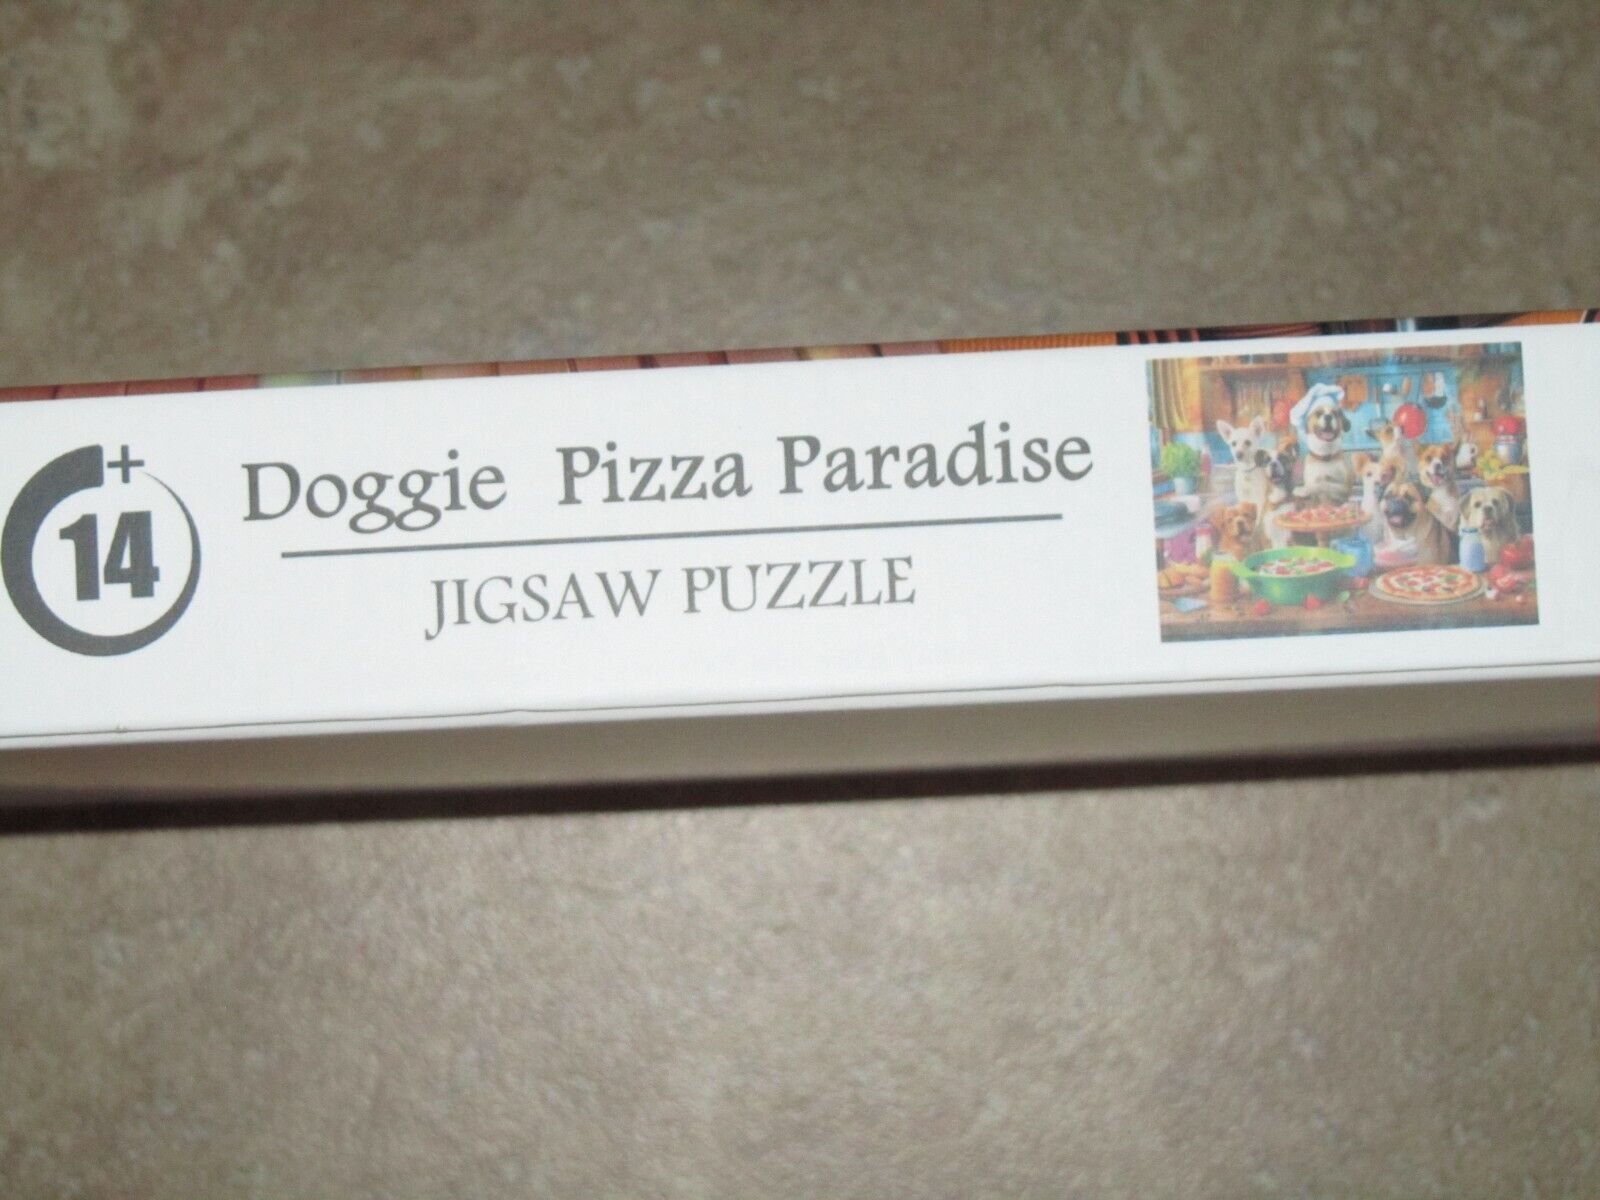 14+
Doggie Pizza Paradise
JIGSAW PUZZLE